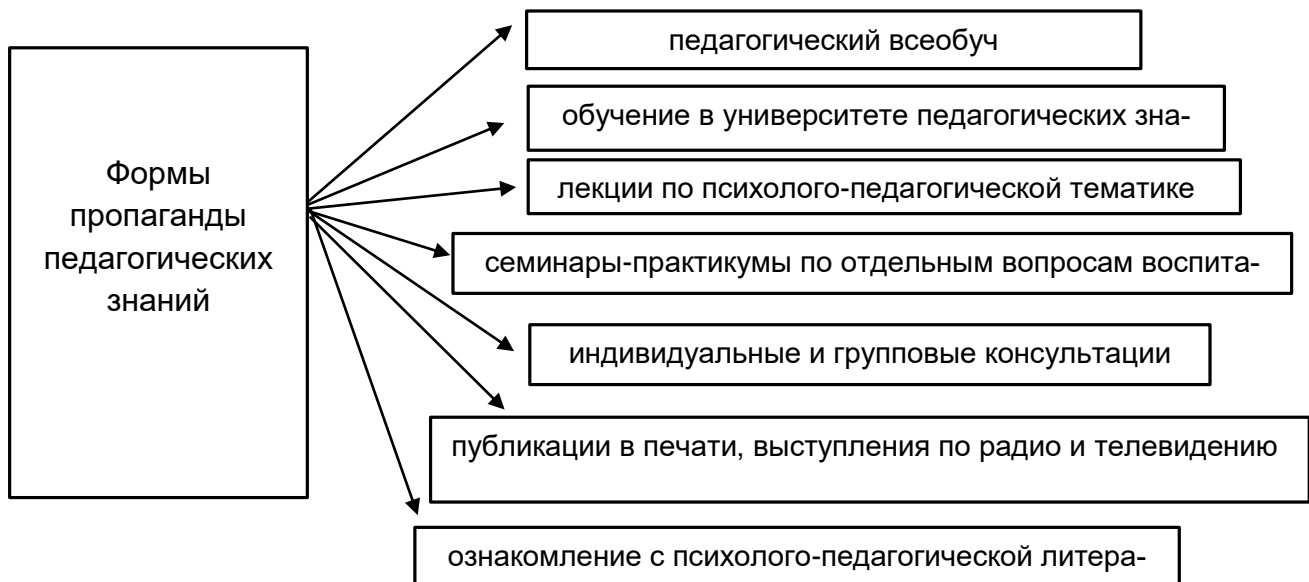 Формы
пропаганды
педагогических
знаний
педагогический всеобуч
обучение в университете педагогических зна-
лекции по психолого-педагогической тематике
семинары-практикумы по отдельным вопросам воспита-
индивидуальные и групповые консультации
публикации в печати, выступления по радио и телевидению
ознакомление с психолого-педагогической литера-